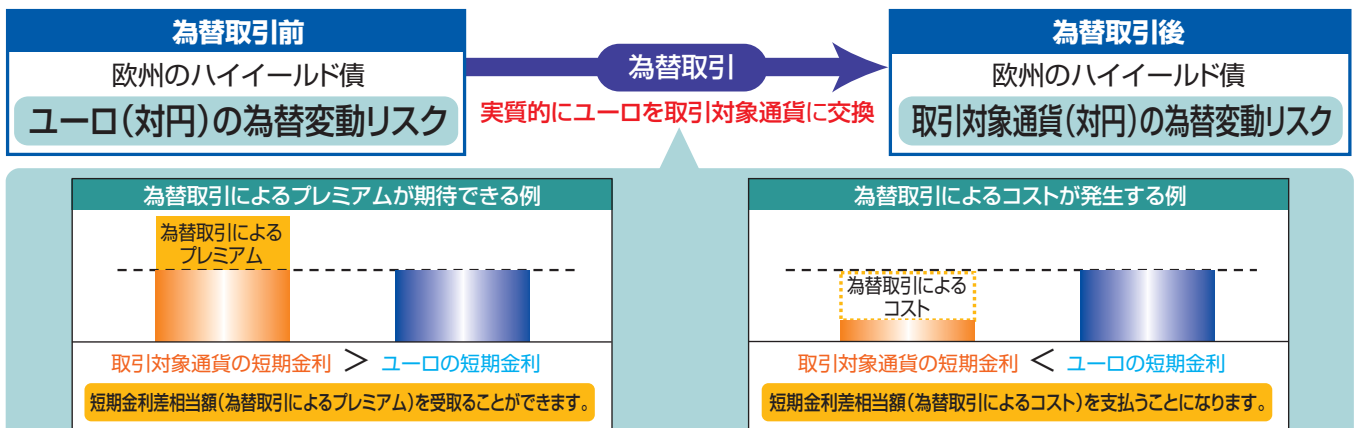 為替取引前
欧州のハイイールド債
ユーロ(対円)の為替変動リスク
為替取引
実質的にユーロを取引対象通貨に交換
為替取引後
欧州のハイイールド債
取引対象通貨(対円)の為替変動リスク
為替取引によるプレミアムが期待できる例
為替取引による
プレミアム
取引対象通貨の短期金利 > ユーロの短期金利
短期金利差相当額(為替取引によるプレミアム)を受取ることができます。
為替取引によるコストが発生する例
為替取引による
コスト
取引対象通貨の短期金利 < ユーロの短期金利
短期金利差相当額(為替取引によるコスト)を支払うことになります。